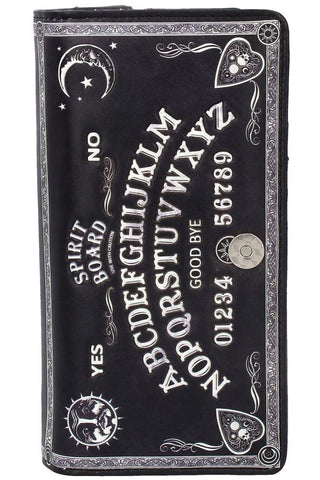 YES NO
SPIRIT
BOARD
ABCDEFGHIJKLM
NOPQRSTUVWXYZ
GOOD BYE
01234 56789